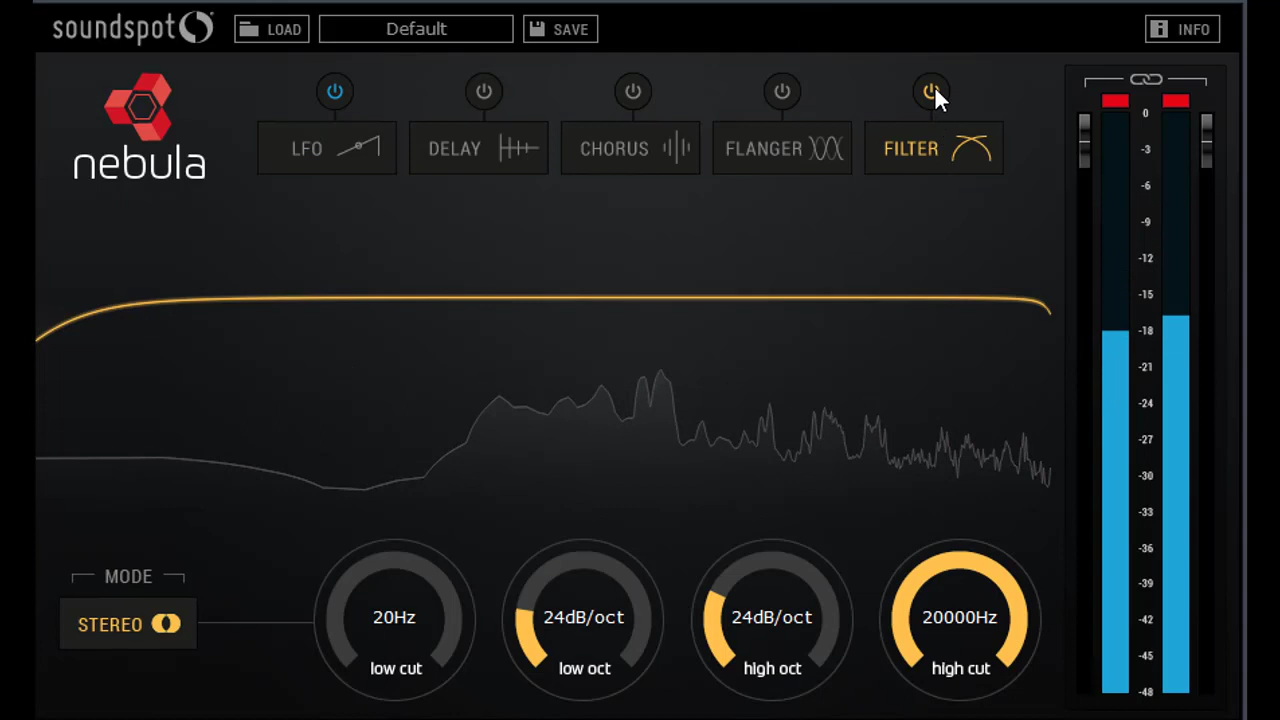 soundspot LOAD Default SAVE INFO
nebula
LFO DELAY CHORUS FLANGER FILTER
0
-3
-6
-9
-12
-15
-18
-21
-24
-27
-30
-33
-36
-39
-42
-45
-48
MODE
STEREO
20Hz 24dB/oct 24dB/oct 20000Hz
low cut low oct high oct high cut